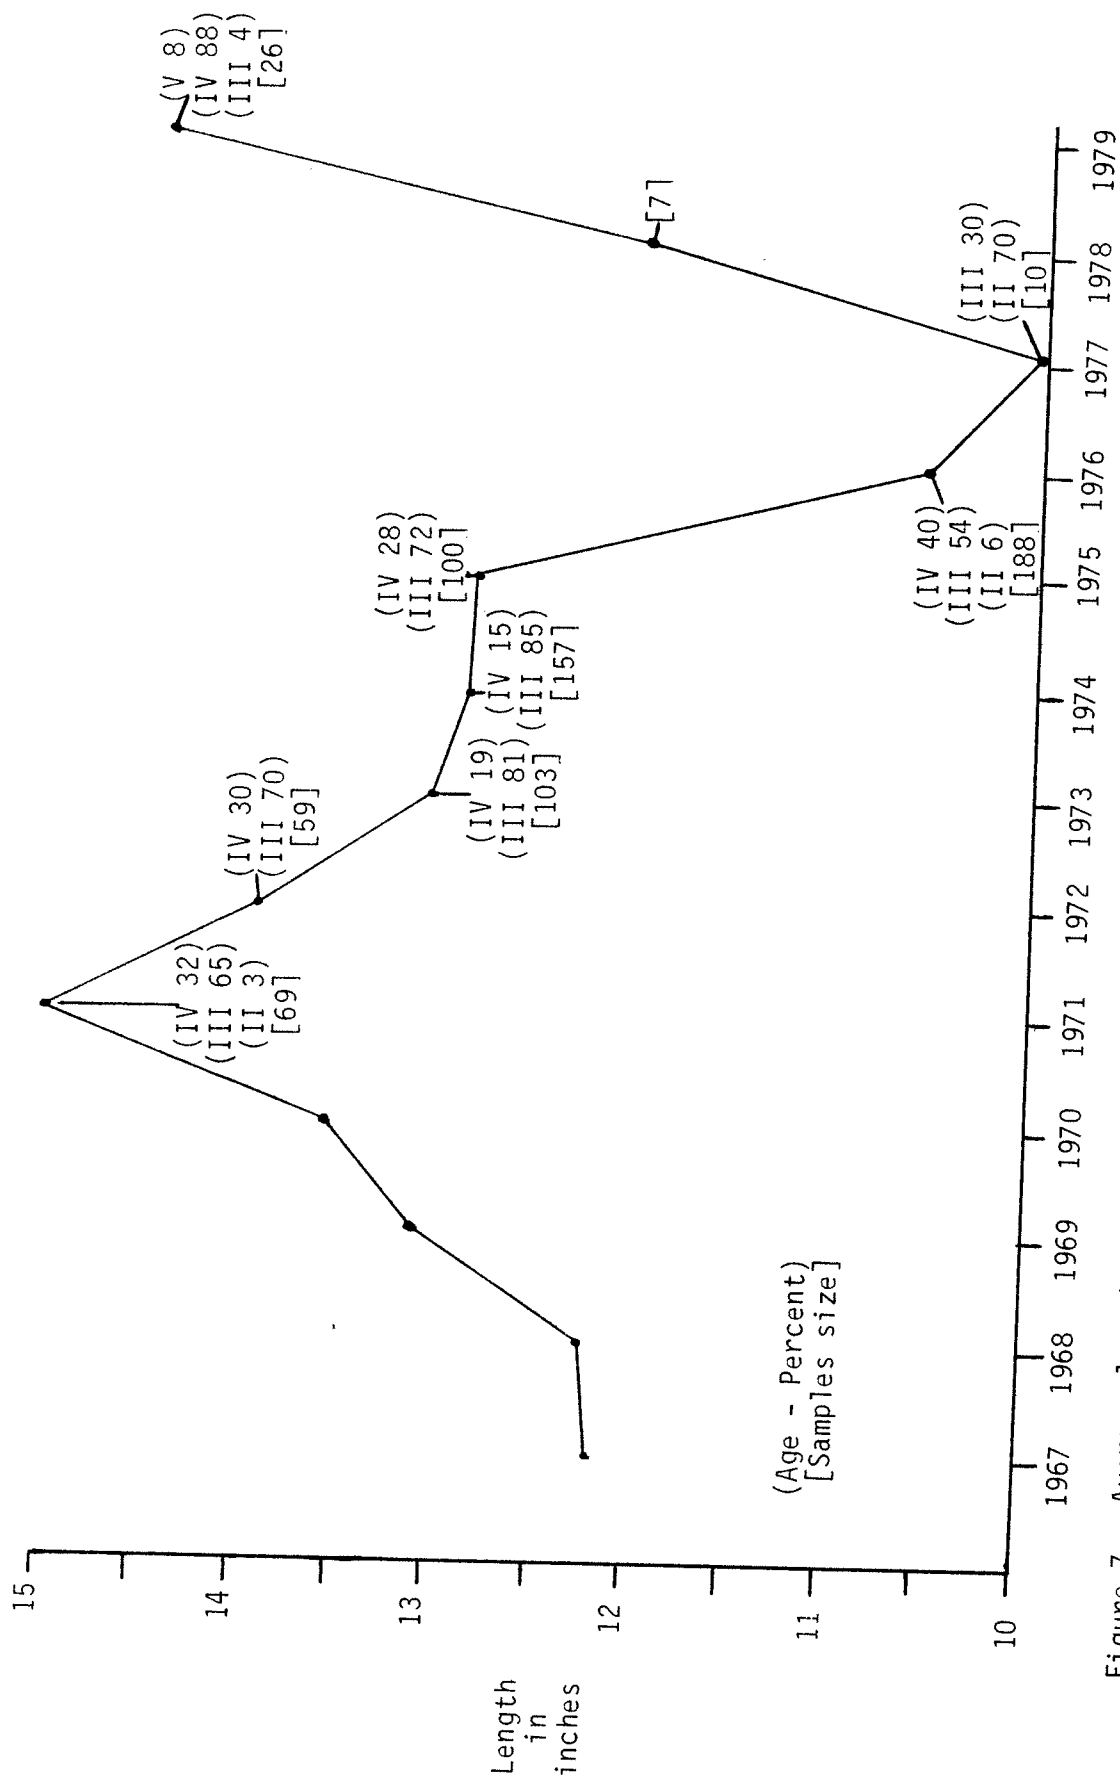 15
14
13
12
11
10
Length
in
inches
(IV 32)
(III 65)
(II 3)
[69]
(IV 30)
(III 70)
[59]
(IV 19)
(III 81)
[103]
(IV 15)
(III 85)
[157]
(IV 28)
(III 72)
[100]
(IV 40)
(III 54)
(II 6)
[188]
(III 30)
(II 70)
[10]
[7]
(V 8)
(IV 88)
(III 4)
[26]
(Age - Percent)
[Samples size]
1967 1968 1969 1970 1971 1972 1973 1974 1975 1976 1977 1978 1979
Figure 7